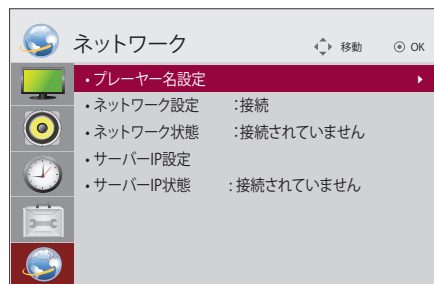 ネットワーク 移動 OK
・プレーヤー名設定
・ネットワーク設定 :接続
・ネットワーク状態 :接続されていません
・サーバーIP設定
・サーバーIP状態 :接続されていません